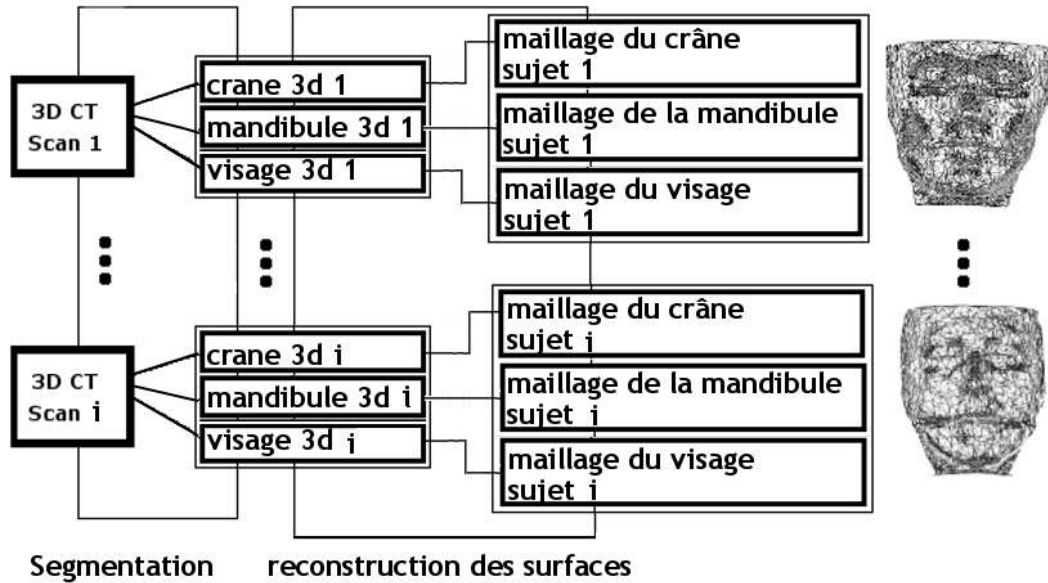 3D CT
Scan 1
crane 3d 1
mandibule 3d 1
visage 3d 1
maillage du crâne
sujet 1
maillage de la mandibule
sujet 1
maillage du visage
sujet 1
3D CT
Scan i
crane 3d i
mandibule 3d i
visage 3d i
maillage du crâne
sujet i
maillage de la mandibule
sujet i
maillage du visage
sujet i
Segmentation
reconstruction des surfaces